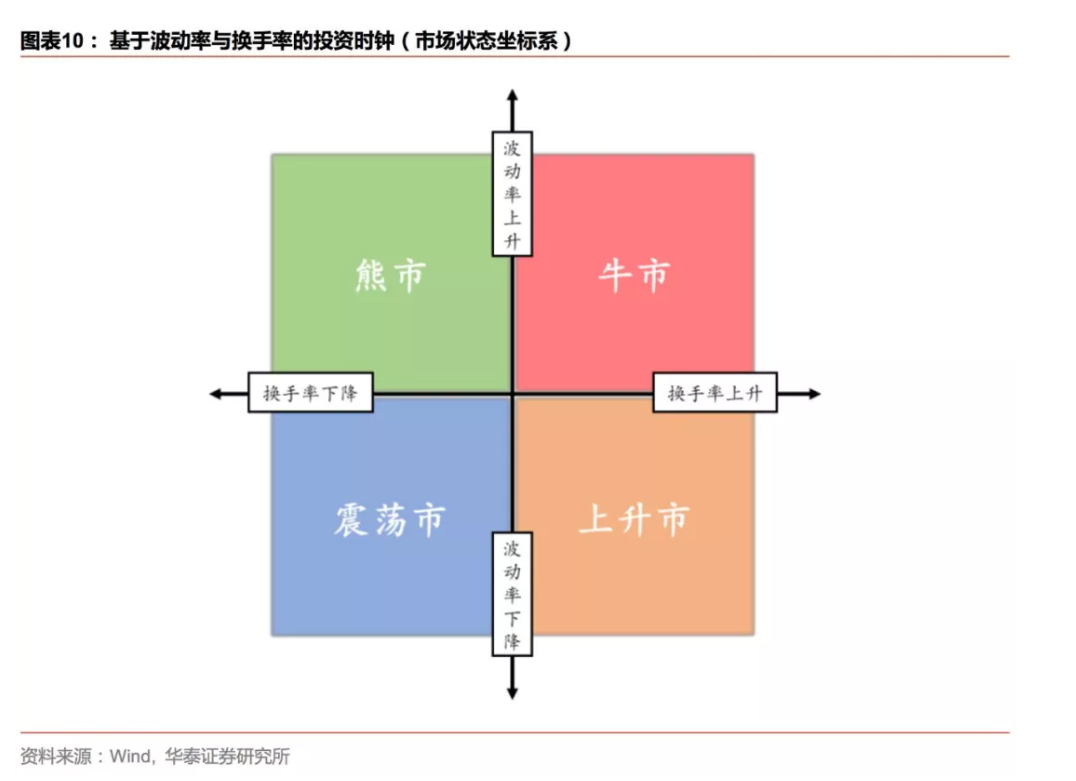 图表10： 基于波动率与换手率的投资时钟（市场状态坐标系）
波动率上升
熊市
牛市
换手率下降
换手率上升
震荡市
上升市
波动率下降
资料来源：Wind, 华泰证券研究所